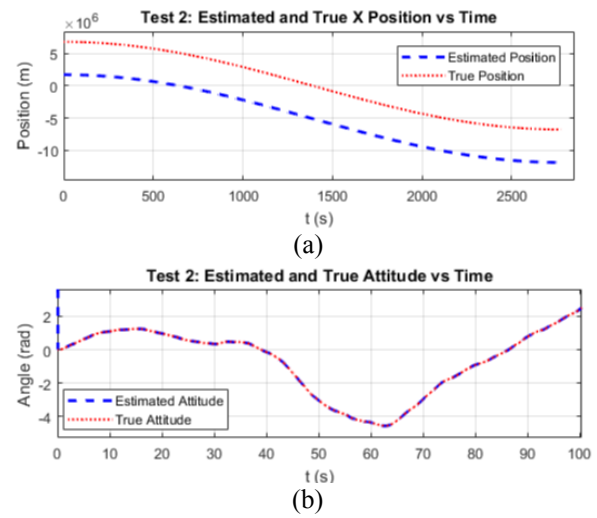 Test 2: Estimated and True X Position vs Time
×10⁶
Position (m)
5
0
-5
-10
Estimated Position
True Position
0 500 1000 1500 2000 2500
t (s)
(a)
Test 2: Estimated and True Attitude vs Time
Angle (rad)
2
0
-2
-4
Estimated Attitude
True Attitude
0 10 20 30 40 50 60 70 80 90 100
t (s)
(b)